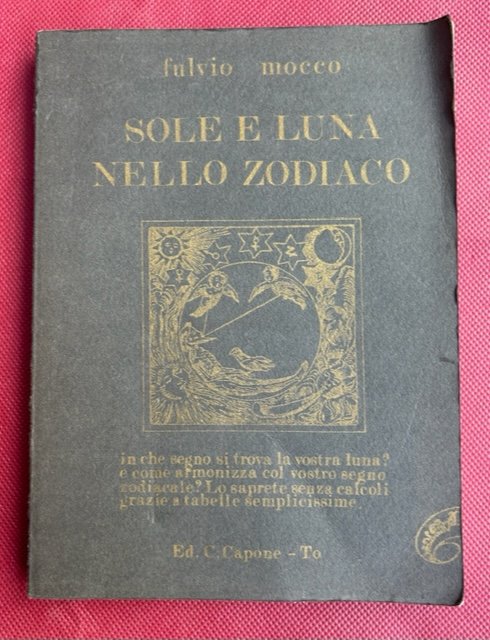 fulvio mocco
SOLE E LUNA
NELLO ZODIACO
in che segno si trova la vostra luna?
e come armonizza col vostro segno
zodiacale? Lo saprete senza calcoli
grazie a tabelle semplicissime
Ed. C. Capone - To